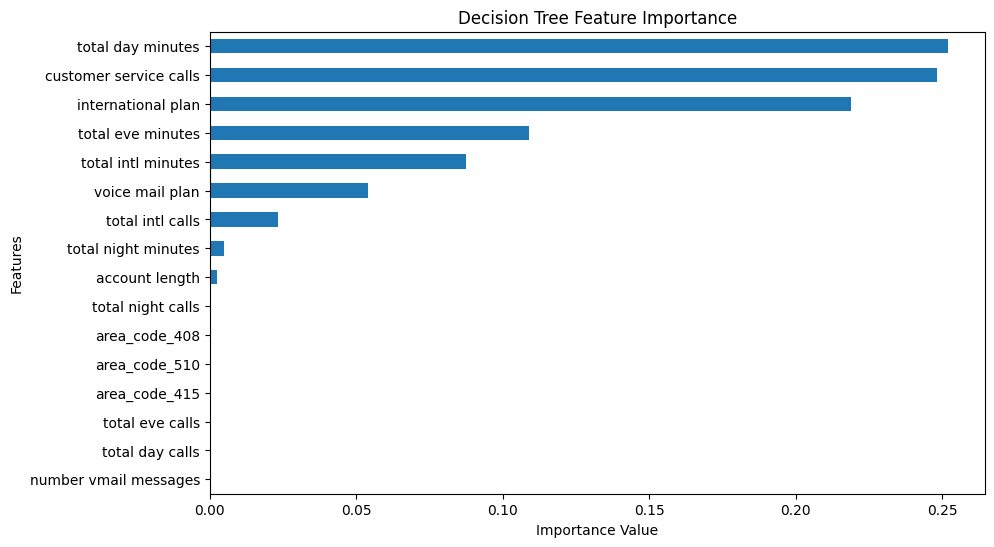 Decision Tree Feature Importance
total day minutes
customer service calls
international plan
total eve minutes
total intl minutes
voice mail plan
total intl calls
total night minutes
account length
total night calls
area_code_408
area_code_510
area_code_415
total eve calls
total day calls
number vmail messages
Features
0.00 0.05 0.10 0.15 0.20 0.25
Importance Value